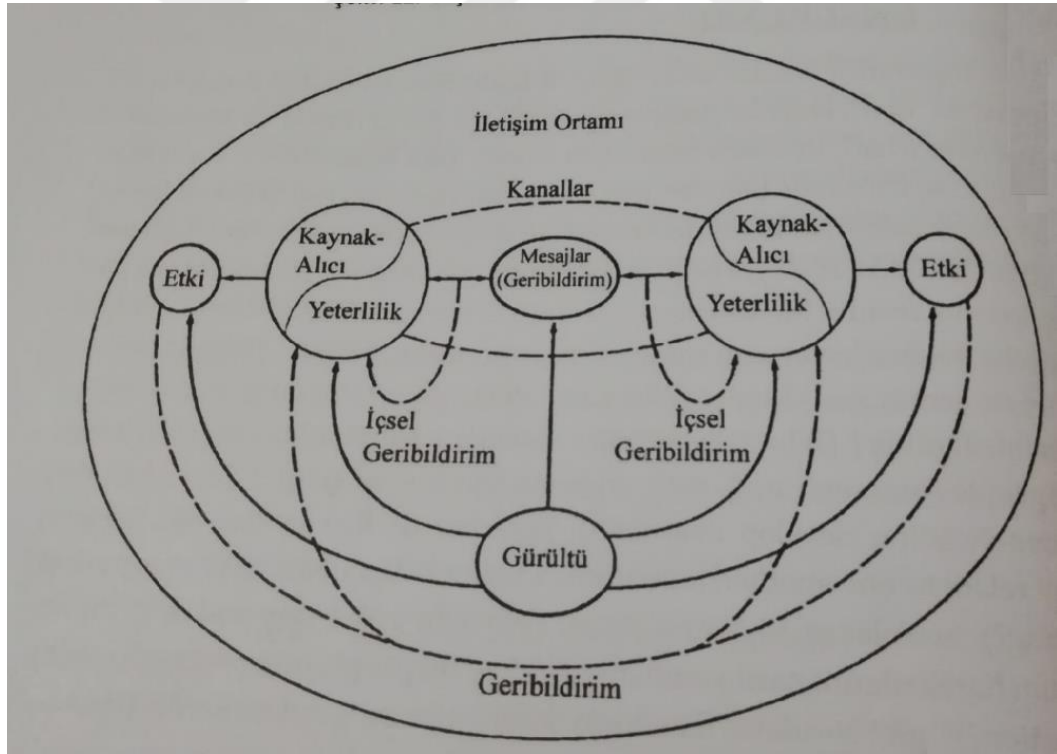 İletişim Ortamı
Kanallar
Kaynak-
Alıcı
Yeterlilik
Etki
Mesajlar
(Geribildirim)
Kaynak-
Alıcı
Yeterlilik
Etki
İçsel
Geribildirim
İçsel
Geribildirim
Gürültü
Geribildirim